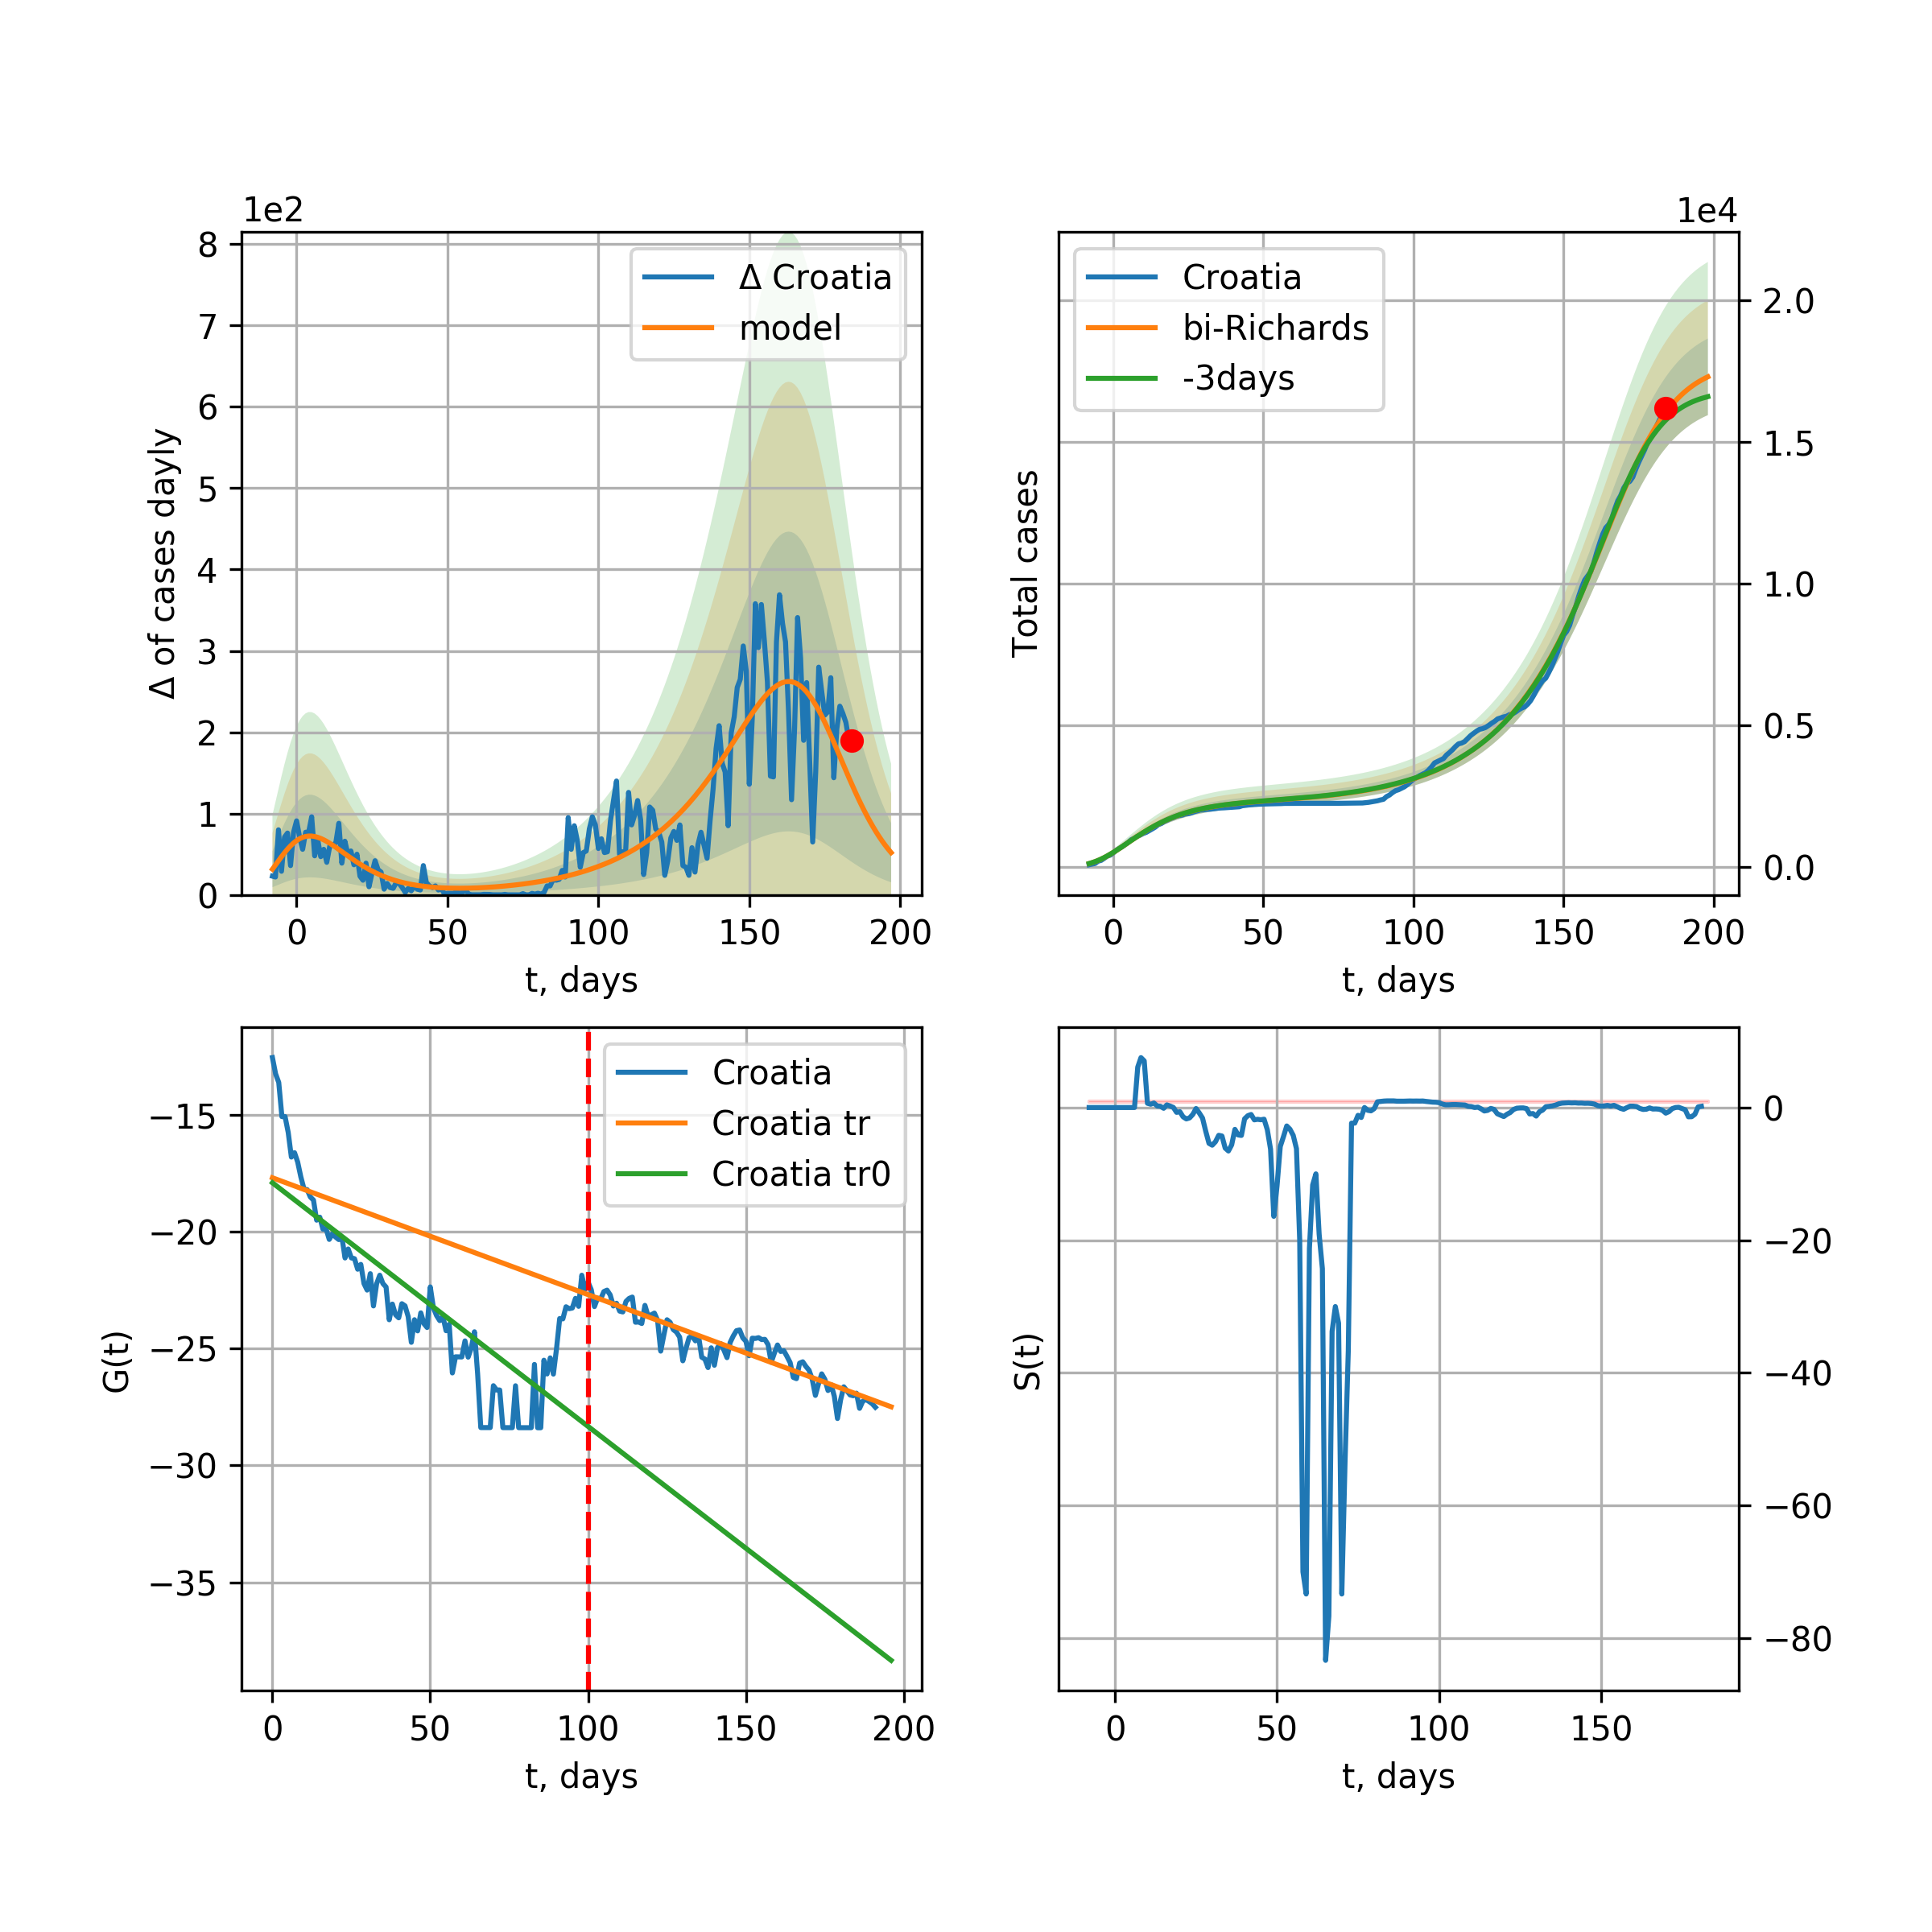 1e2
Δ of cases dayly
8
7
6
5
4
3
2
1
0
Δ Croatia
model
0 50 100 150 200
t, days
1e4
Total cases
Croatia
bi-Richards
-3days
2.0
1.5
1.0
0.5
0.0
0 50 100 150 200
t, days
G(t)
−15
−20
−25
−30
−35
Croatia
Croatia tr
Croatia tr0
0 50 100 150 200
t, days
S(t)
0
−20
−40
−60
−80
0 50 100 150
t, days